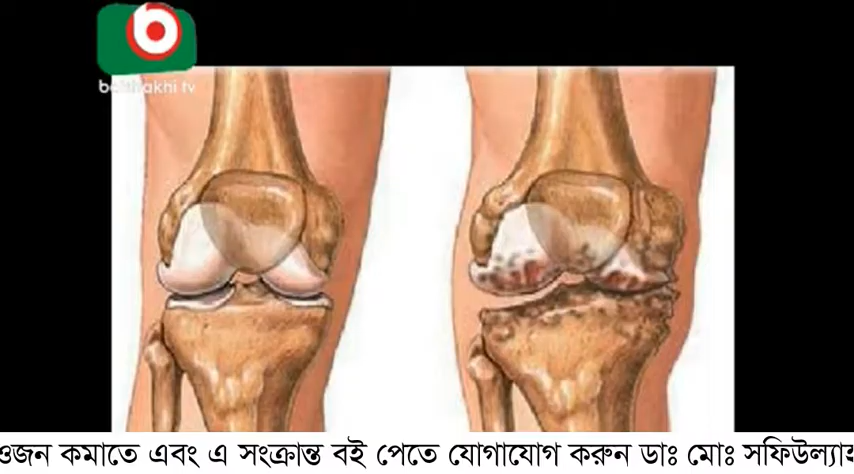 baishakhi tv
ওজন কমাতে এবং এ সংক্রান্ত বই পেতে যোগাযোগ করুন ডাঃ মোঃ সফিউল্যাহ